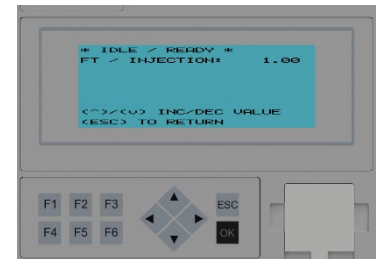 * IDLE / READY *
FT / INJECTION: 1.00
(^)/(v) INC/DEC VALUE
(ESC) TO RETURN
F1 F2 F3 ESC
F4 F5 F6 OK